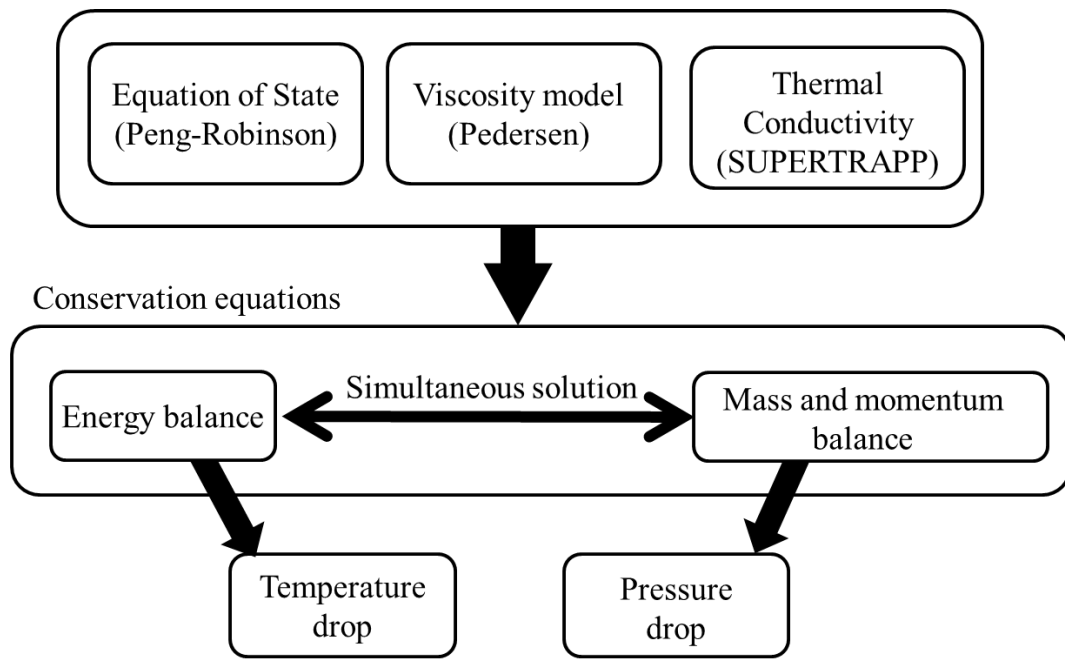 Equation of State
(Peng-Robinson)
Viscosity model
(Pedersen)
Thermal
Conductivity
(SUPERTRAPP)
Conservation equations
Energy balance
Simultaneous solution
Mass and momentum
balance
Temperature
drop
Pressure
drop